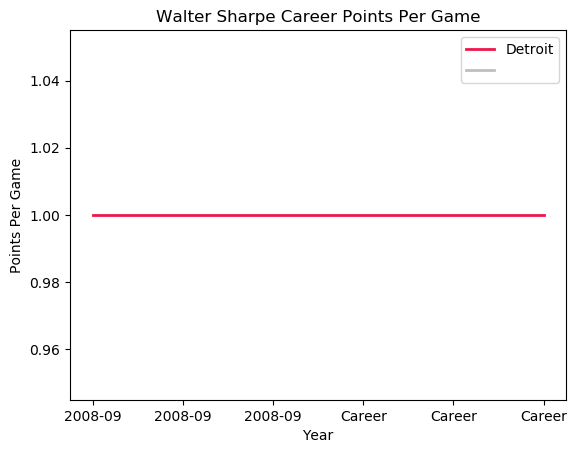 Walter Sharpe Career Points Per Game
Detroit
1.04
1.02
1.00
0.98
0.96
Points Per Game
2008-09 2008-09 2008-09 Career Career Career
Year